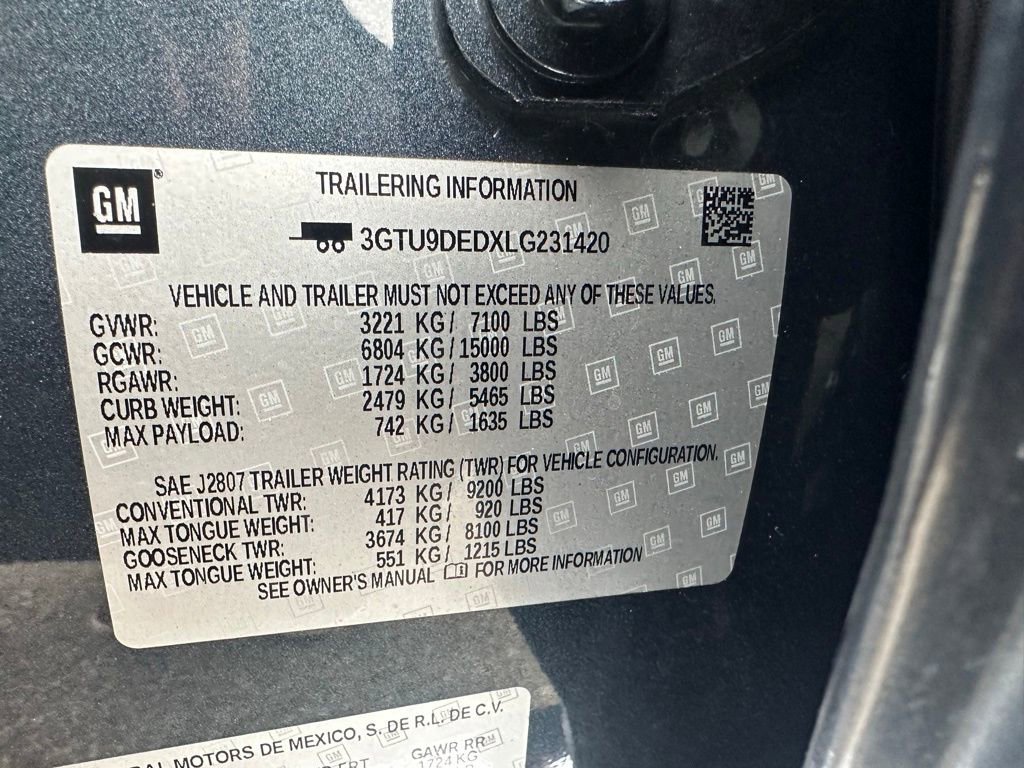 GM®
TRAILERING INFORMATION
3GTU9DEDXLG231420
VEHICLE AND TRAILER MUST NOT EXCEED ANY OF THESE VALUES.
GVWR: 3221 KG/ 7100 LBS
GCWR: 6804 KG/15000 LBS
RGAWR: 1724 KG/ 3800 LBS
CURB WEIGHT: 2479 KG/ 5465 LBS
MAX PAYLOAD: 742 KG/ 1635 LBS
SAE J2807 TRAILER WEIGHT RATING (TWR) FOR VEHICLE CONFIGURATION.
CONVENTIONAL TWR: 4173 KG/ 9200 LBS
MAX TONGUE WEIGHT: 417 KG/ 920 LBS
GOOSENECK TWR: 3674 KG/ 8100 LBS
MAX TONGUE WEIGHT: 551 KG/ 1215 LBS
SEE OWNER'S MANUAL FOR MORE INFORMATION
MOTORS DE MEXICO, S. DE R.L. DE C.V.
FRT GAWR RR
1724 KG